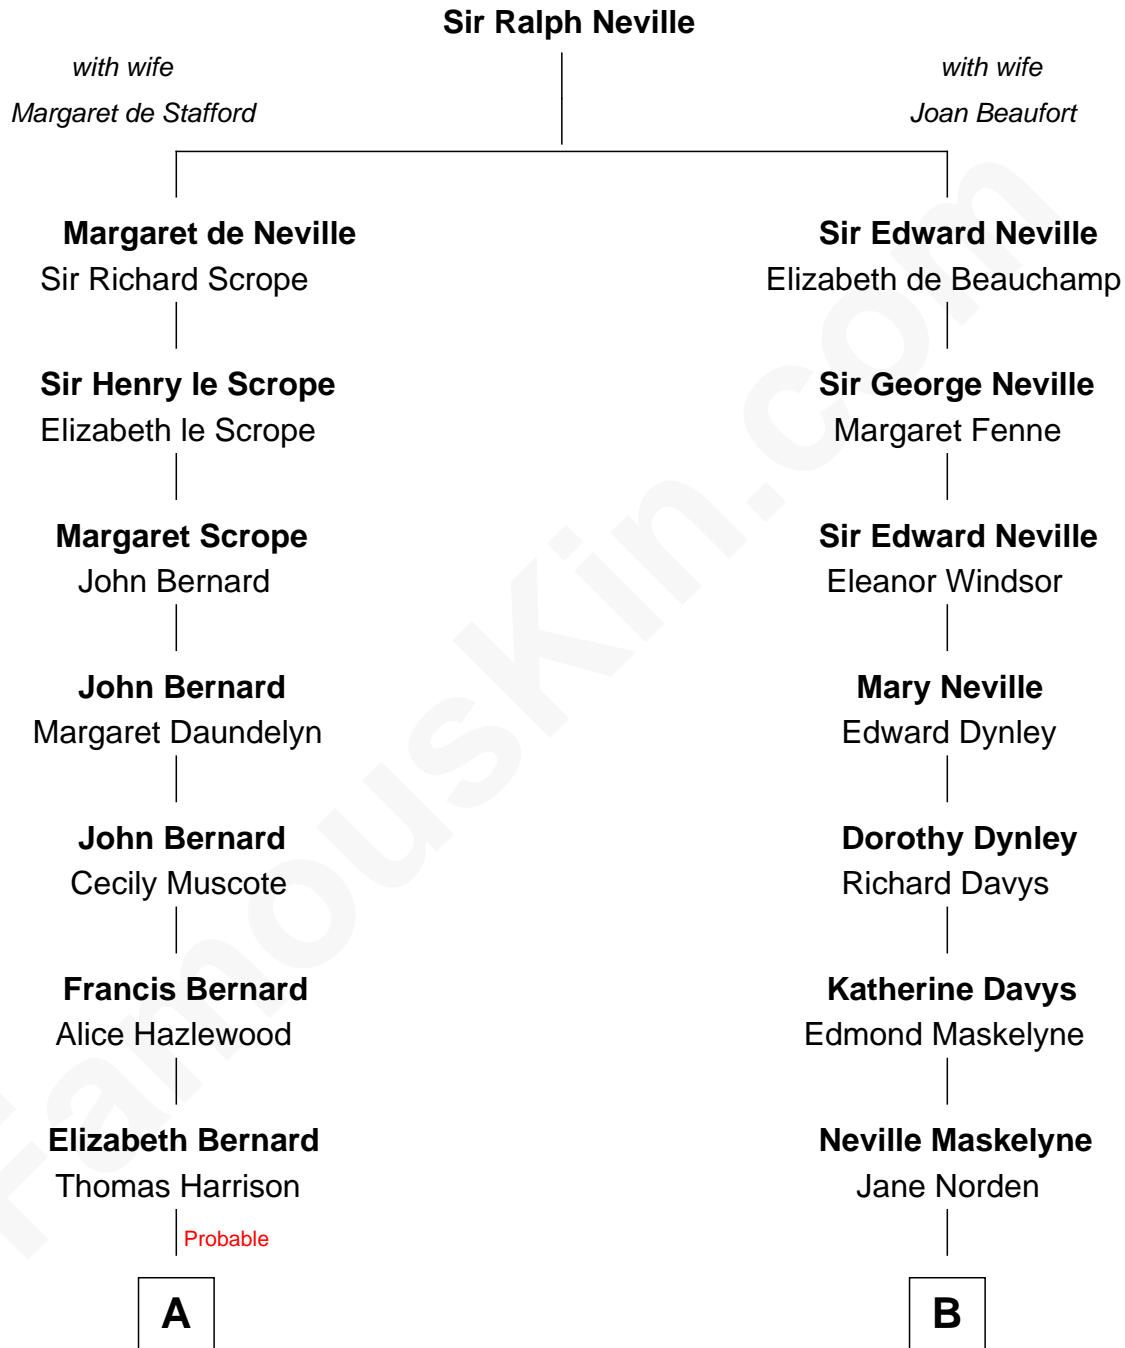 Sir Ralph Neville
with wife
Margaret de Stafford
with wife
Joan Beaufort
Margaret de Neville
Sir Richard Scrope
Sir Edward Neville
Elizabeth de Beauchamp
Sir Henry le Scrope
Elizabeth le Scrope
Sir George Neville
Margaret Fenne
Margaret Scrope
John Bernard
Sir Edward Neville
Eleanor Windsor
John Bernard
Margaret Daundelyn
Mary Neville
Edward Dynley
John Bernard
Cecily Muscote
Dorothy Dynley
Richard Davys
Francis Bernard
Alice Hazlewood
Katherine Davys
Edmond Maskelyne
Elizabeth Bernard
Thomas Harrison
Neville Maskelyne
Jane Norden
Probable
A
B
FamousKin.com